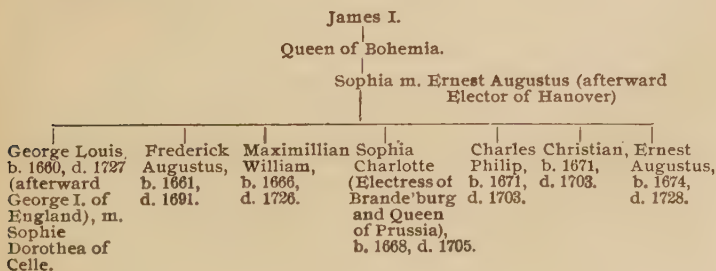 James I.
Queen of Bohemia.
Sophia m. Ernest Augustus (afterward
Elector of Hanover)
George Louis,
b. 1660, d. 1727
(afterward
George I. of
England), m.
Sophie
Dorothea of
Celle.
Frederick
Augustus,
b. 1661,
d. 1691.
Maximillian
William,
b. 1666,
d. 1726.
Sophia
Charlotte
(Electress of
Brande'burg
and Queen
of Prussia),
b. 1668, d. 1705.
Charles
Philip,
b. 1671,
d. 1703.
Christian,
b. 1671,
d. 1703.
Ernest
Augustus,
b. 1674,
d. 1728.